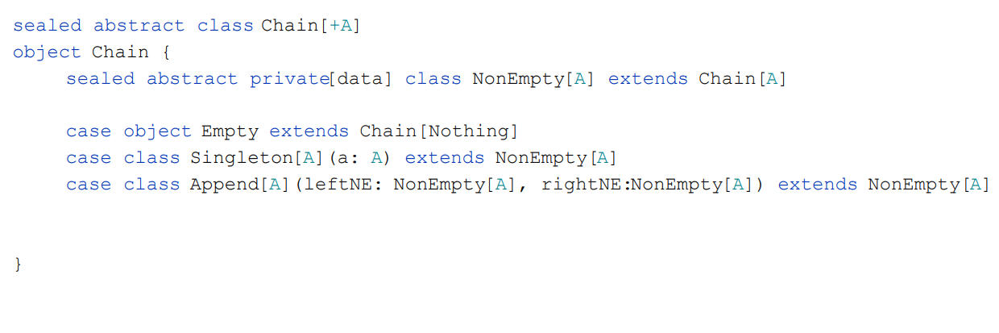 sealed abstract class Chain[+A]
object Chain {
sealed abstract private[data] class NonEmpty[A] extends Chain[A]
case object Empty extends Chain[Nothing]
case class Singleton[A](a: A) extends NonEmpty[A]
case class Append[A](leftNE: NonEmpty[A], rightNE:NonEmpty[A]) extends NonEmpty[A]
}